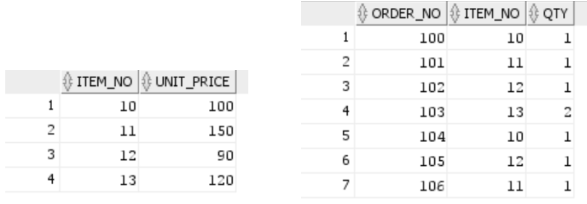 ITEM_NO UNIT_PRICE
1 10 100
2 11 150
3 12 90
4 13 120
ORDER_NO ITEM_NO QTY
1 100 10 1
2 101 11 1
3 102 12 1
4 103 13 2
5 104 10 1
6 105 12 1
7 106 11 1